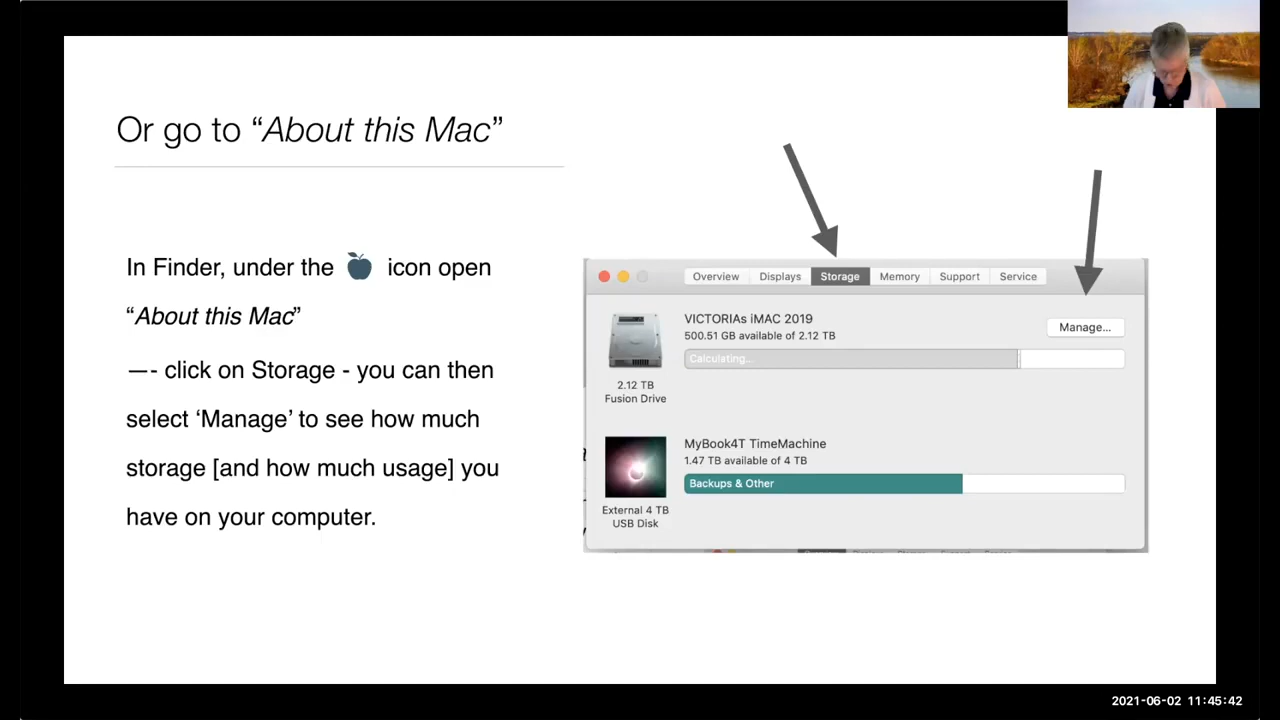 Or go to “About this Mac”
In Finder, under the icon open
“About this Mac”
—- click on Storage - you can then
select ‘Manage’ to see how much
storage [and how much usage] you
have on your computer.
Overview Displays Storage Memory Support Service
VICTORIAs iMAC 2019
500.51 GB available of 2.12 TB
Manage...
Calculating...
2.12 TB
Fusion Drive
MyBook4T TimeMachine
1.47 TB available of 4 TB
Backups & Other
External 4 TB
USB Disk
2021-06-02 11:45:42